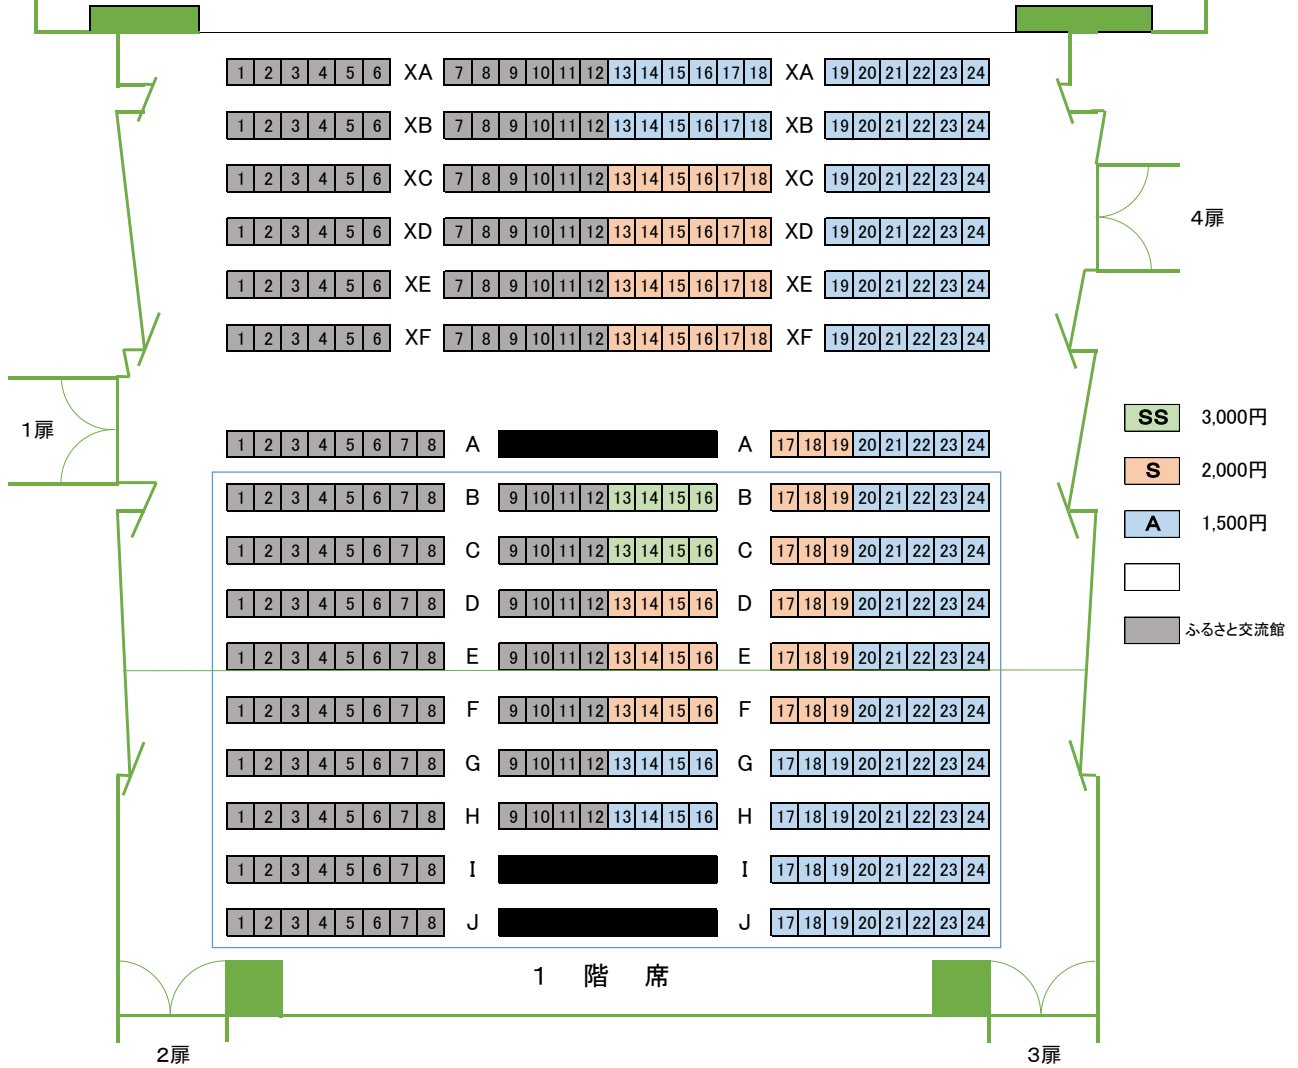 1 2 3 4 5 6 XA 7 8 9 10 11 12 13 14 15 16 17 18 XA 19 20 21 22 23 24
1 2 3 4 5 6 XB 7 8 9 10 11 12 13 14 15 16 17 18 XB 19 20 21 22 23 24
1 2 3 4 5 6 XC 7 8 9 10 11 12 13 14 15 16 17 18 XC 19 20 21 22 23 24
1 2 3 4 5 6 XD 7 8 9 10 11 12 13 14 15 16 17 18 XD 19 20 21 22 23 24
4扉
1 2 3 4 5 6 XE 7 8 9 10 11 12 13 14 15 16 17 18 XE 19 20 21 22 23 24
1 2 3 4 5 6 XF 7 8 9 10 11 12 13 14 15 16 17 18 XF 19 20 21 22 23 24
1扉
1 2 3 4 5 6 7 8 A A 17 18 19 20 21 22 23 24
1 2 3 4 5 6 7 8 B 9 10 11 12 13 14 15 16 B 17 18 19 20 21 22 23 24
1 2 3 4 5 6 7 8 C 9 10 11 12 13 14 15 16 C 17 18 19 20 21 22 23 24
1 2 3 4 5 6 7 8 D 9 10 11 12 13 14 15 16 D 17 18 19 20 21 22 23 24
1 2 3 4 5 6 7 8 E 9 10 11 12 13 14 15 16 E 17 18 19 20 21 22 23 24
1 2 3 4 5 6 7 8 F 9 10 11 12 13 14 15 16 F 17 18 19 20 21 22 23 24
1 2 3 4 5 6 7 8 G 9 10 11 12 13 14 15 16 G 17 18 19 20 21 22 23 24
1 2 3 4 5 6 7 8 H 9 10 11 12 13 14 15 16 H 17 18 19 20 21 22 23 24
1 2 3 4 5 6 7 8 I I 17 18 19 20 21 22 23 24
1 2 3 4 5 6 7 8 J J 17 18 19 20 21 22 23 24
1 階 席
2扉
3扉
SS 3,000円
S 2,000円
A 1,500円
ふるさと交流館